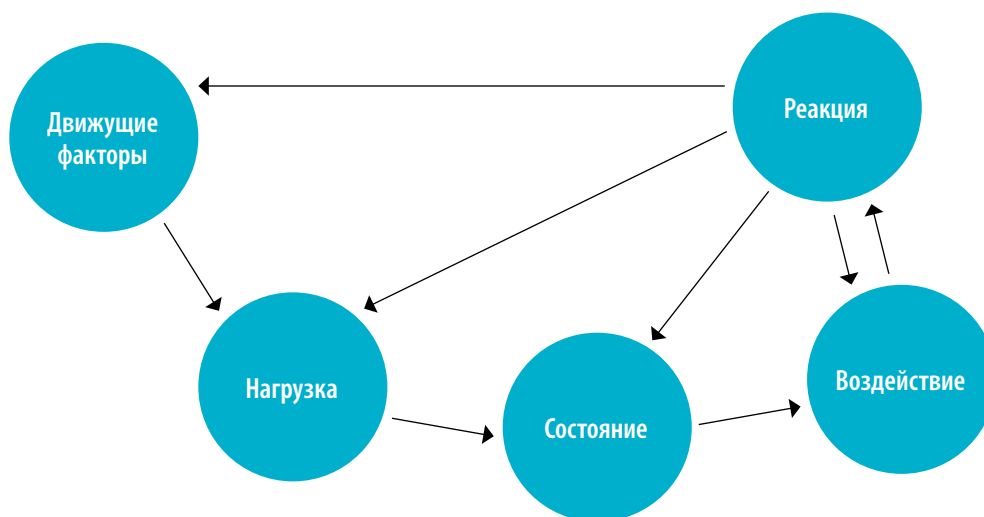 Движущие
факторы
Реакция
Нагрузка
Состояние
Воздействие